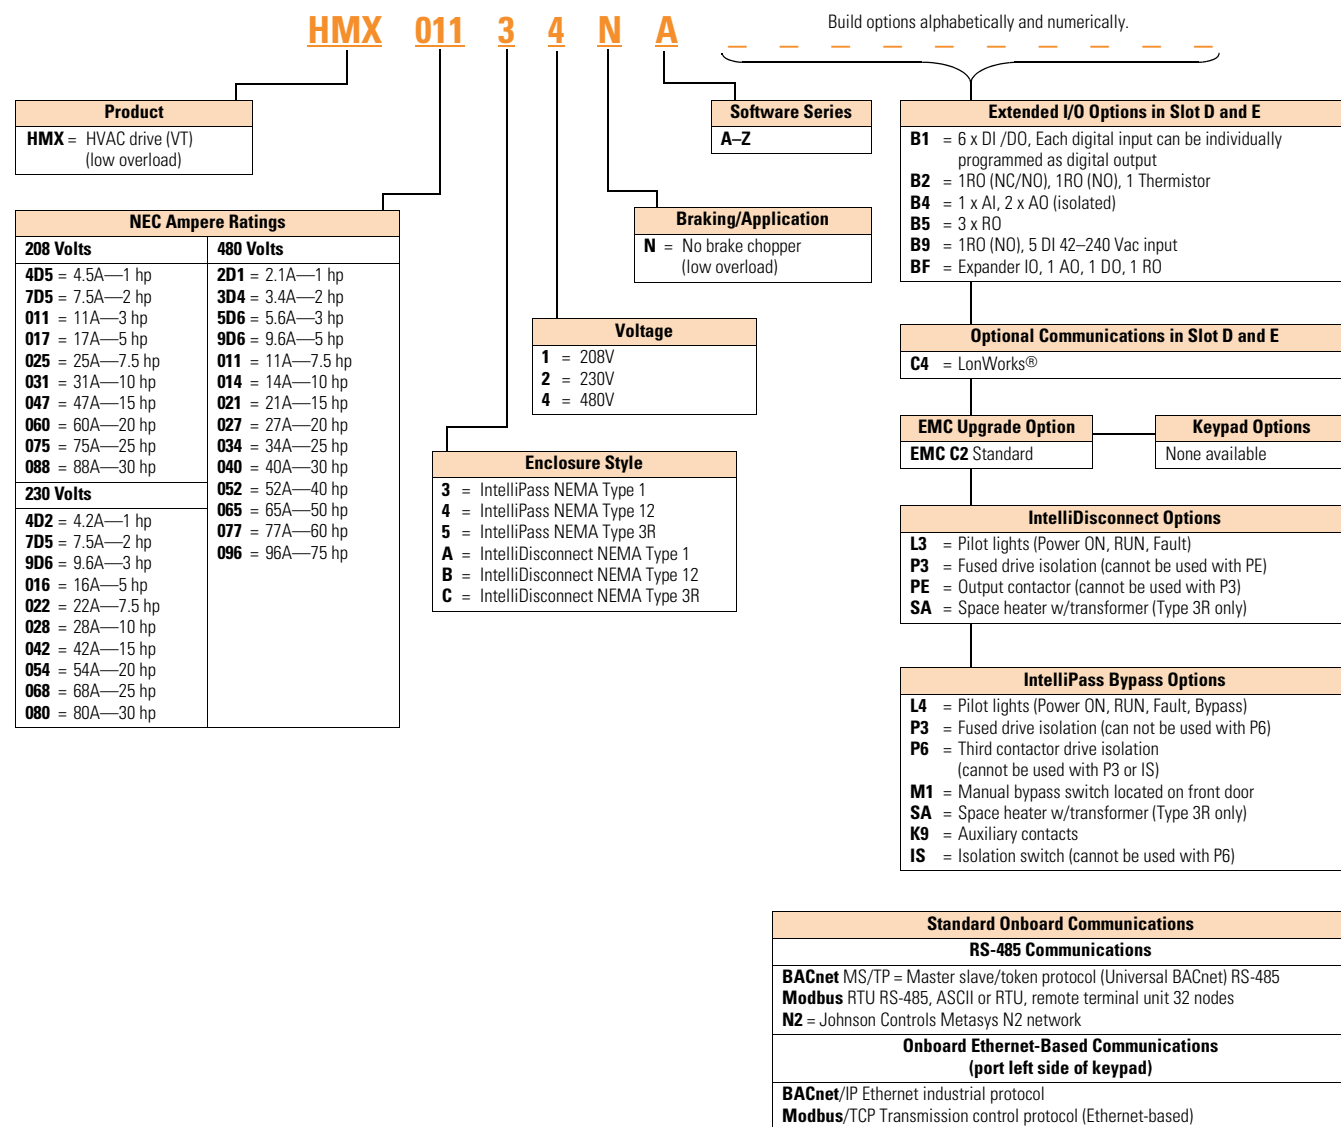 HMX 011 3 4 N A
Build options alphabetically and numerically.
Product
HMX = HVAC drive (VT)
(low overload)
NEC Ampere Ratings
208 Volts
4D5 = 4.5A—1 hp
7D5 = 7.5A—2 hp
011 = 11A—3 hp
017 = 17A—5 hp
025 = 25A—7.5 hp
031 = 31A—10 hp
047 = 47A—15 hp
060 = 60A—20 hp
075 = 75A—25 hp
088 = 88A—30 hp
230 Volts
4D2 = 4.2A—1 hp
7D5 = 7.5A—2 hp
9D6 = 9.6A—3 hp
016 = 16A—5 hp
022 = 22A—7.5 hp
028 = 28A—10 hp
042 = 42A—15 hp
054 = 54A—20 hp
068 = 68A—25 hp
080 = 80A—30 hp
480 Volts
2D1 = 2.1A—1 hp
3D4 = 3.4A—2 hp
5D6 = 5.6A—3 hp
9D6 = 9.6A—5 hp
011 = 11A—7.5 hp
014 = 14A—10 hp
021 = 21A—15 hp
027 = 27A—20 hp
034 = 34A—25 hp
040 = 40A—30 hp
052 = 52A—40 hp
065 = 65A—50 hp
077 = 77A—60 hp
096 = 96A—75 hp
Enclosure Style
3 = IntelliPass NEMA Type 1
4 = IntelliPass NEMA Type 12
5 = IntelliPass NEMA Type 3R
A = IntelliDisconnect NEMA Type 1
B = IntelliDisconnect NEMA Type 12
C = IntelliDisconnect NEMA Type 3R
Voltage
1 = 208V
2 = 230V
4 = 480V
Braking/Application
N = No brake chopper
(low overload)
Software Series
A–Z
Extended I/O Options in Slot D and E
B1 = 6 x DI /DO, Each digital input can be individually
programmed as digital output
B2 = 1RO (NC/NO), 1RO (NO), 1 Thermistor
B4 = 1 x AI, 2 x AO (isolated)
B5 = 3 x RO
B9 = 1RO (NO), 5 DI 42–240 Vac input
BF = Expander IO, 1 AO, 1 DO, 1 RO
Optional Communications in Slot D and E
C4 = LonWorks®
EMC Upgrade Option
EMC C2 Standard
Keypad Options
None available
IntelliDisconnect Options
L3 = Pilot lights (Power ON, RUN, Fault)
P3 = Fused drive isolation (cannot be used with PE)
PE = Output contactor (cannot be used with P3)
SA = Space heater w/transformer (Type 3R only)
IntelliPass Bypass Options
L4 = Pilot lights (Power ON, RUN, Fault, Bypass)
P3 = Fused drive isolation (can not be used with P6)
P6 = Third contactor drive isolation
(cannot be used with P3 or IS)
M1 = Manual bypass switch located on front door
SA = Space heater w/transformer (Type 3R only)
K9 = Auxiliary contacts
IS = Isolation switch (cannot be used with P6)
Standard Onboard Communications
RS-485 Communications
BACnet MS/TP = Master slave/token protocol (Universal BACnet) RS-485
Modbus RTU RS-485, ASCII or RTU, remote terminal unit 32 nodes
N2 = Johnson Controls Metasys N2 network
Onboard Ethernet-Based Communications
(port left side of keypad)
BACnet/IP Ethernet industrial protocol
Modbus/TCP Transmission control protocol (Ethernet-based)